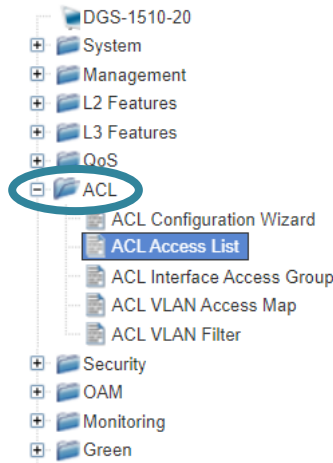 DGS-1510-20
System
Management
L2 Features
L3 Features
QoS
ACL
ACL Configuration Wizard
ACL Access List
ACL Interface Access Group
ACL VLAN Access Map
ACL VLAN Filter
Security
OAM
Monitoring
Green